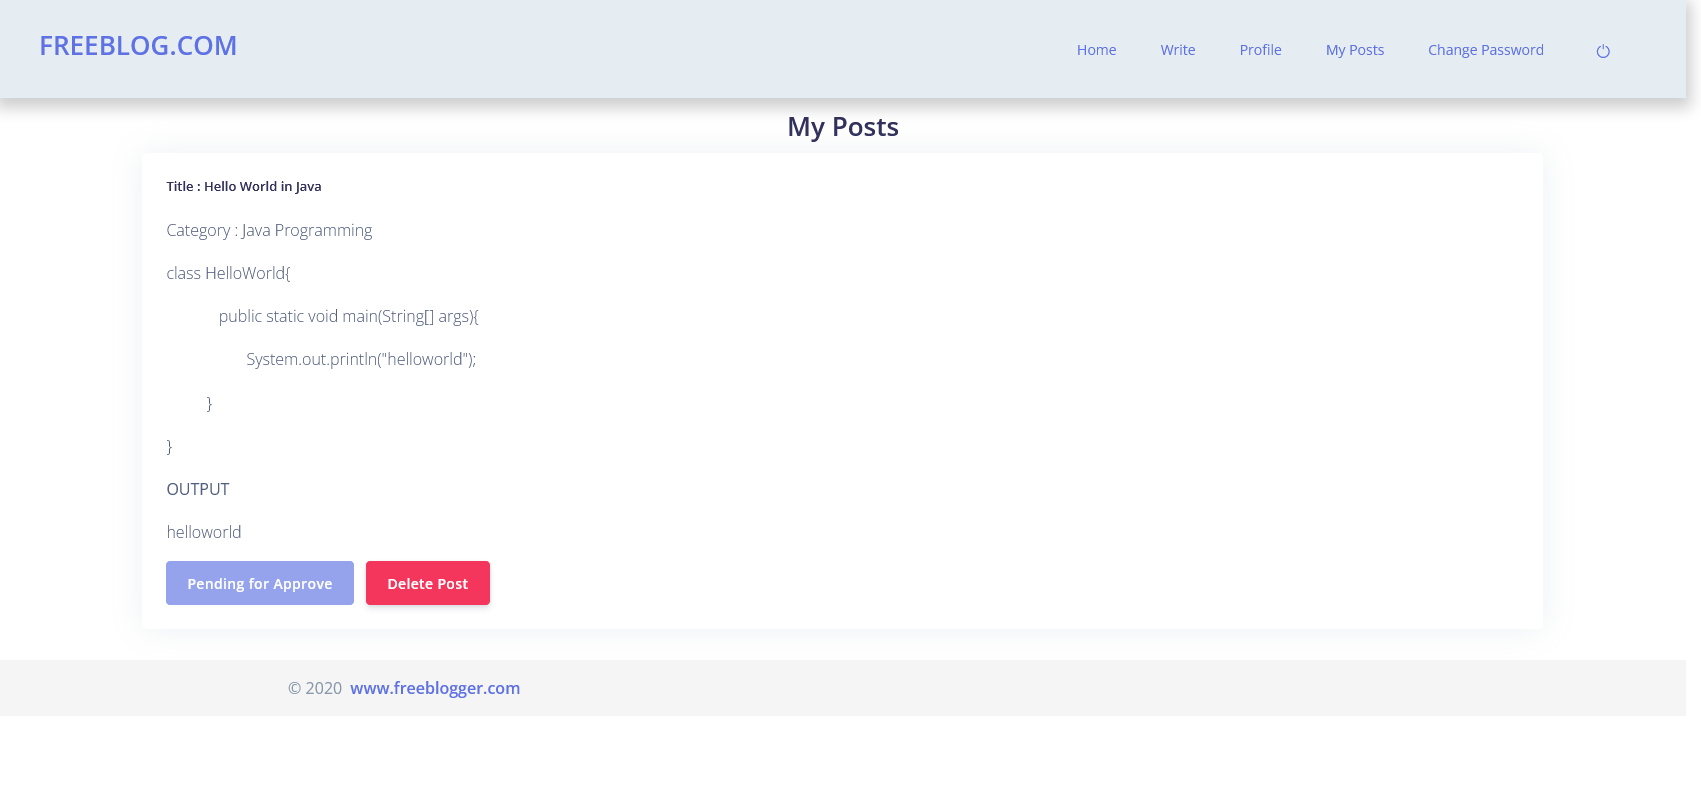 FREEBLOG.COM
Home Write Profile My Posts Change Password
My Posts
Title : Hello World in Java
Category : Java Programming
class HelloWorld{
public static void main(String[] args){
System.out.println("helloworld");
}
}
OUTPUT
helloworld
Pending for Approve Delete Post
© 2020 www.freeblogger.com